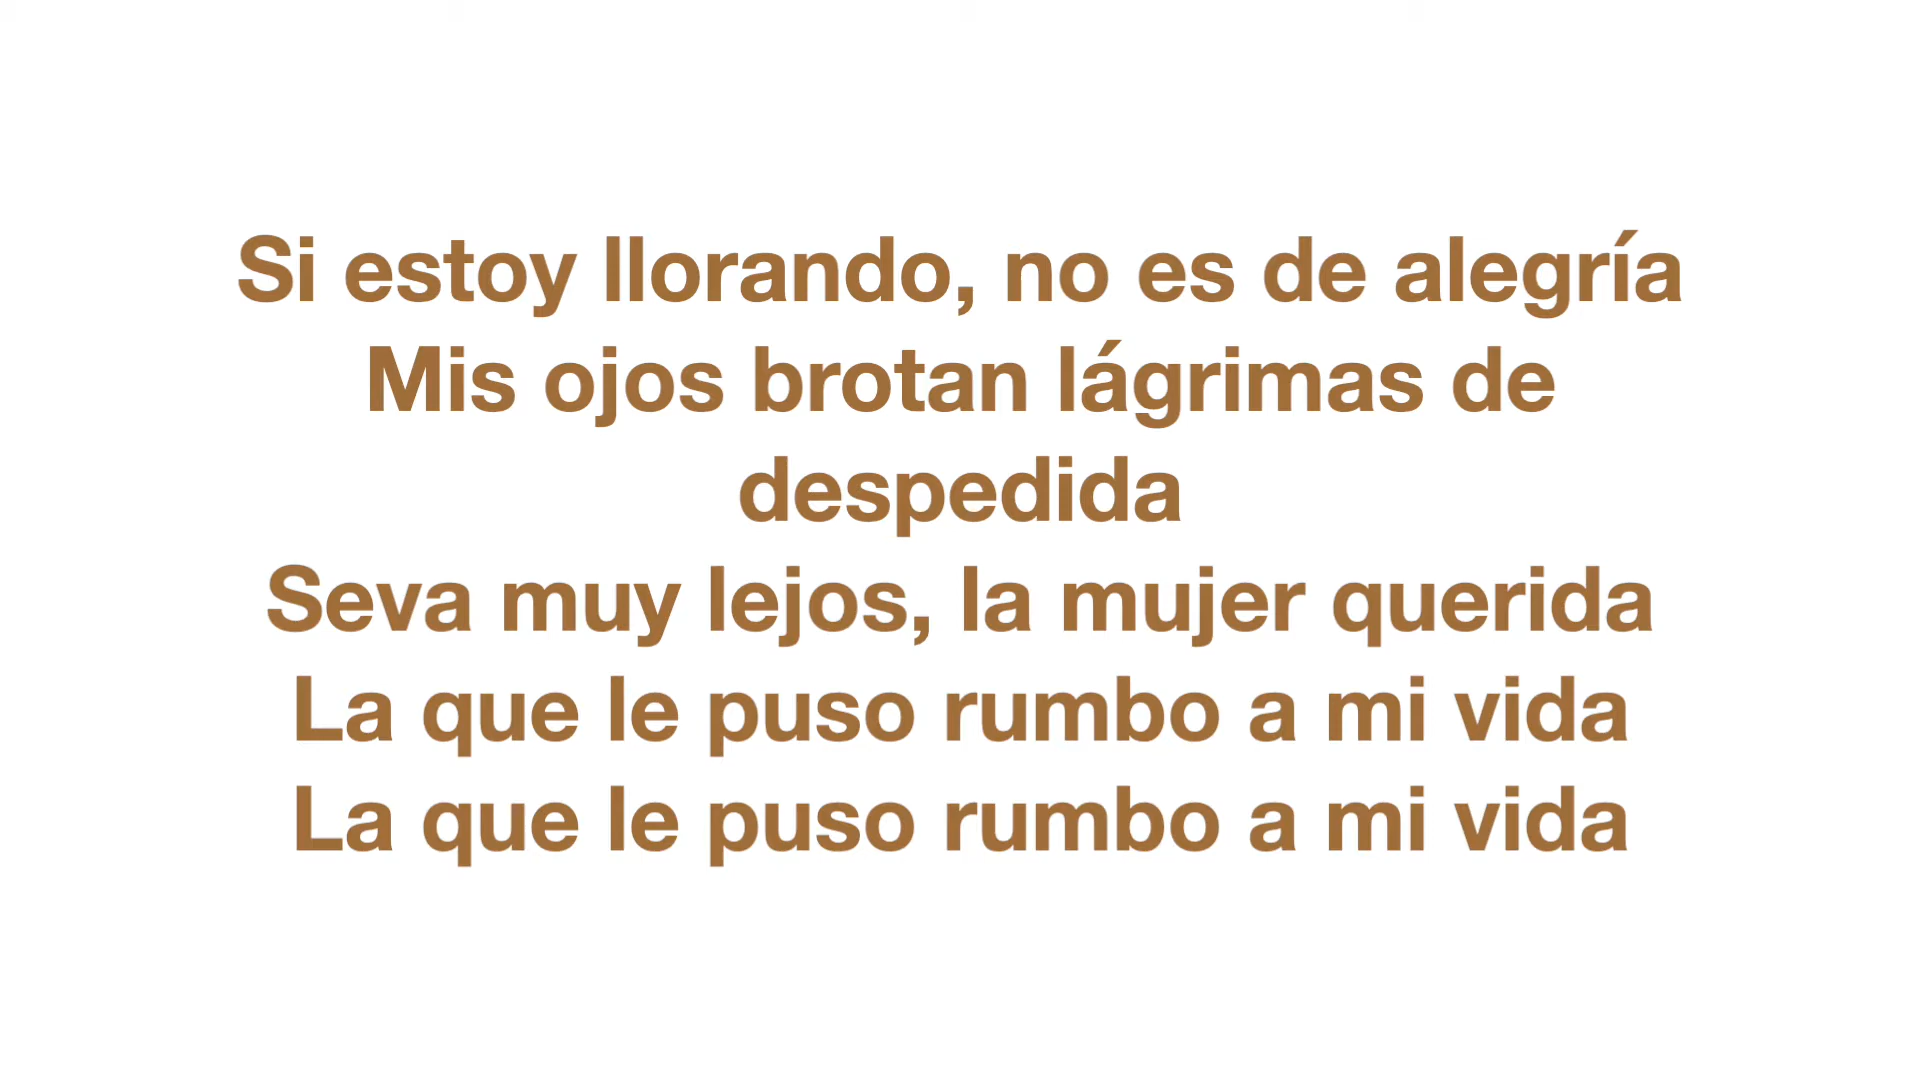 Si estoy llorando, no es de alegría
Mis ojos brotan lágrimas de
despedida
Seva muy lejos, la mujer querida
La que le puso rumbo a mi vida
La que le puso rumbo a mi vida